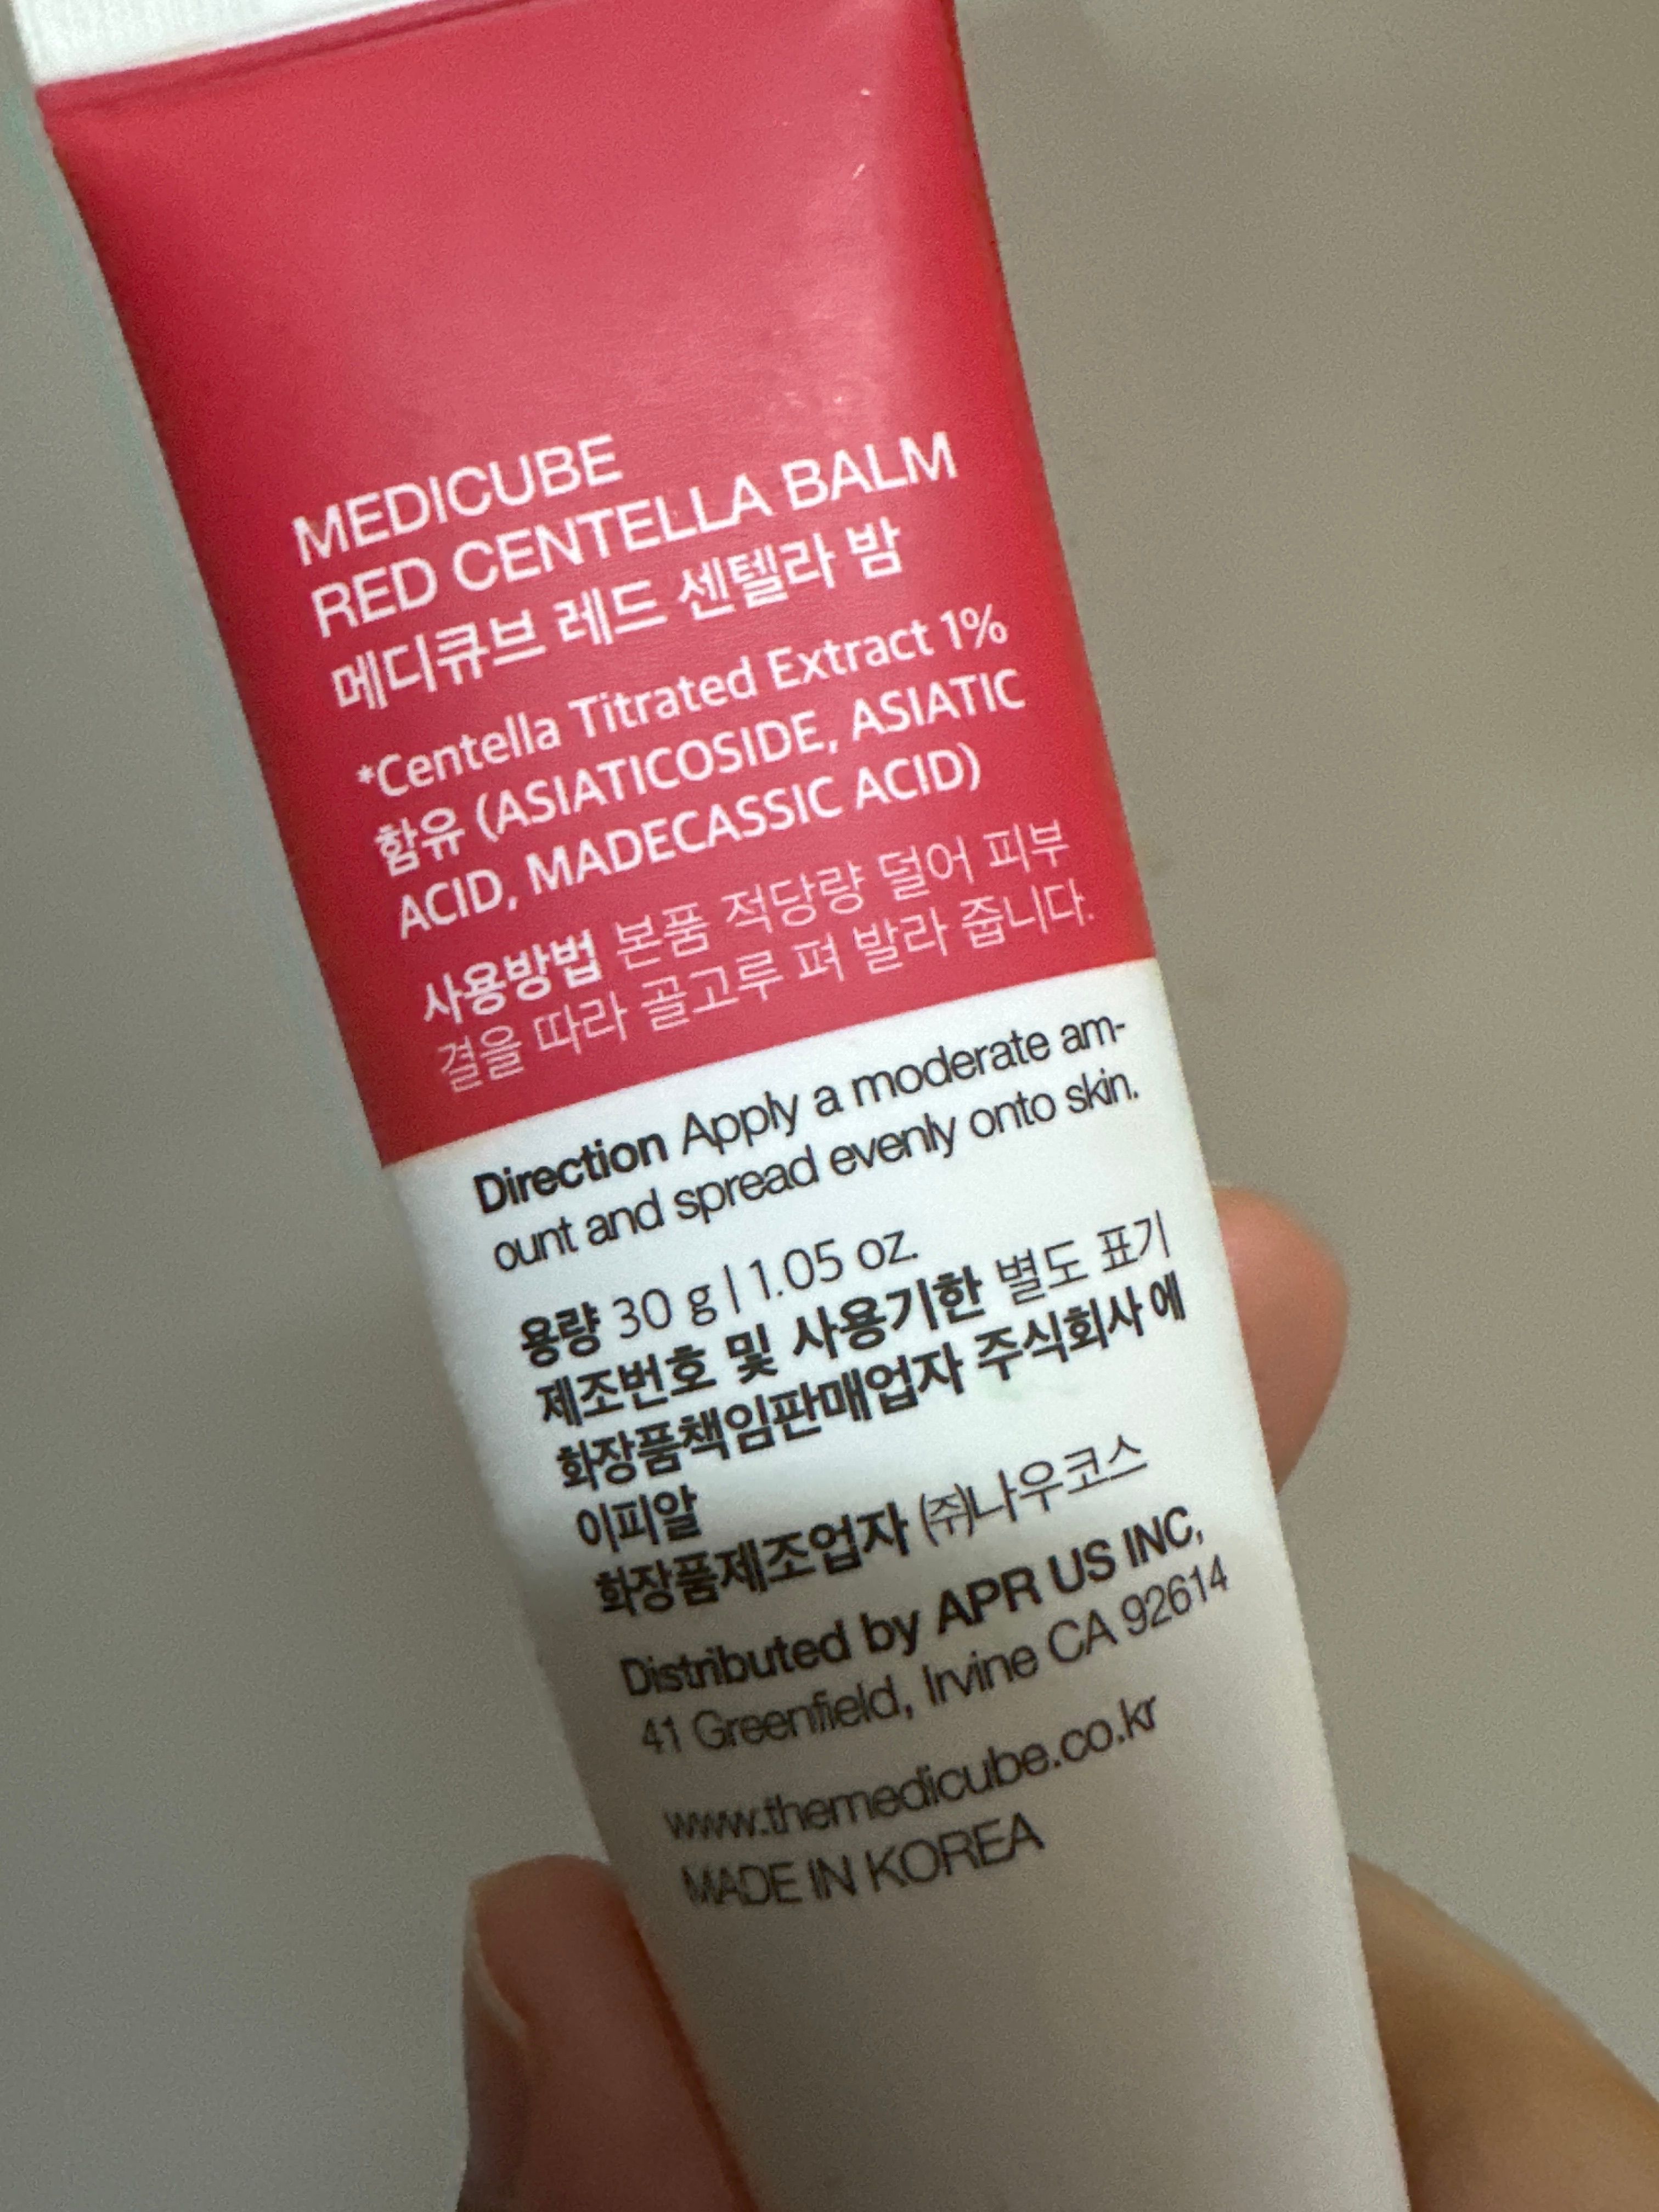 MEDICUBE
RED CENTELLA BALM
메디큐브 레드 센텔라 밤
*Centella Titrated Extract 1%
함유 (ASIATICOSIDE, ASIATIC
ACID, MADECASSIC ACID)
사용방법 본품 적당량 덜어 피부
결을 따라 골고루 펴 발라 줍니다.
Direction Apply a moderate am-
ount and spread evenly onto skin.
용량 30 g | 1.05 oz.
제조번호 및 사용기한 별도 표기
화장품책임판매업자 주식회사 에
이피알
화장품제조업자 ㈜나우코스
Distributed by APR US INC,
41 Greenfield, Irvine CA 92614
www.themedicube.co.kr
MADE IN KOREA